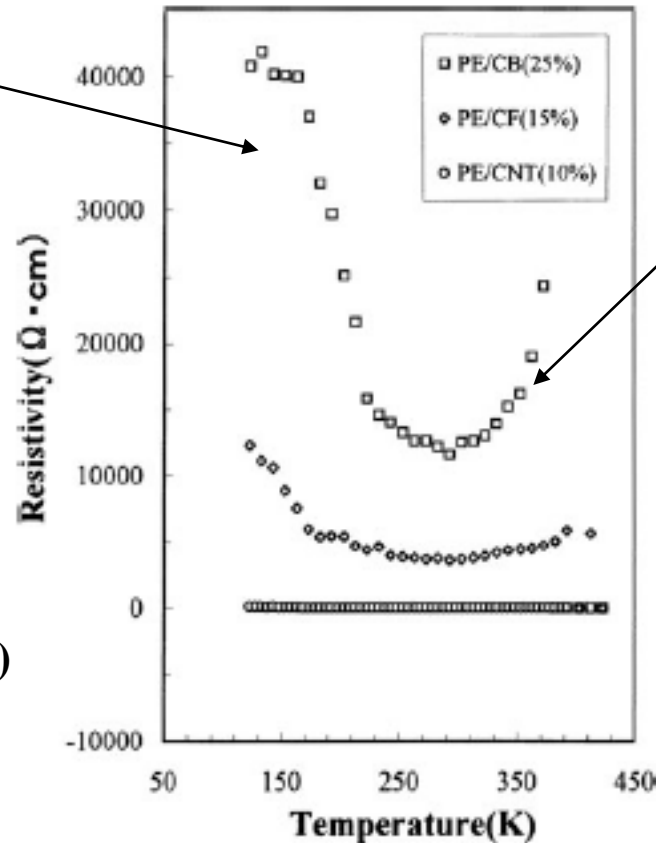 40000
30000
20000
10000
0
-10000
Resistivity(Ω·cm)
PE/CB(25%)
PE/CF(15%)
PE/CNT(10%)
)
50 150 250 350 450
Temperature(K)